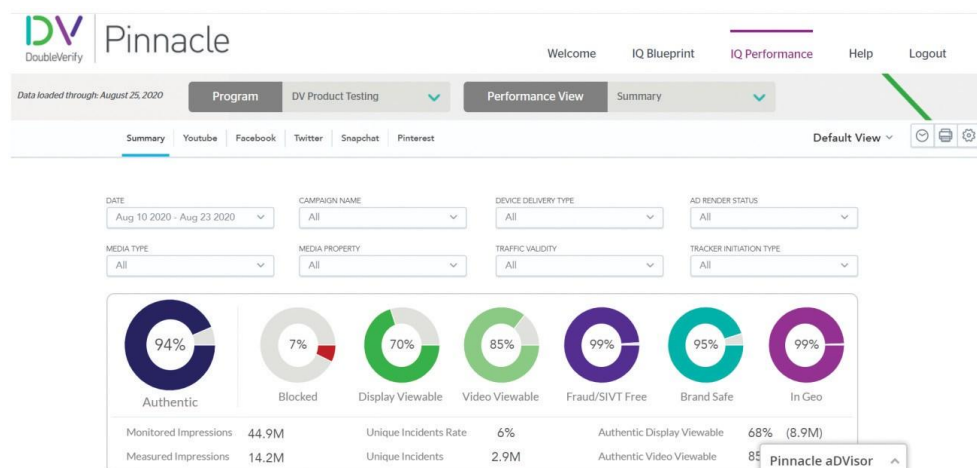 DV Pinnacle
DoubleVerify
Welcome IQ Blueprint IQ Performance Help Logout
Data loaded through: August 25, 2020 Program DV Product Testing Performance View Summary
Summary Youtube Facebook Twitter Snapchat Pinterest Default View
DATE CAMPAIGN NAME DEVICE DELIVERY TYPE AD RENDER STATUS
Aug 10 2020 - Aug 23 2020 All All All
MEDIA TYPE MEDIA PROPERTY TRAFFIC VALIDITY TRACKER INITIATION TYPE
All All All All
94% 7% 70% 85% 99% 95% 99%
Authentic Blocked Display Viewable Video Viewable Fraud/SIVT Free Brand Safe In Geo
Monitored Impressions 44.9M Unique Incidents Rate 6% Authentic Display Viewable 68% (8.9M)
Measured Impressions 14.2M Unique Incidents 2.9M Authentic Video Viewable Pinnacle aDVisor